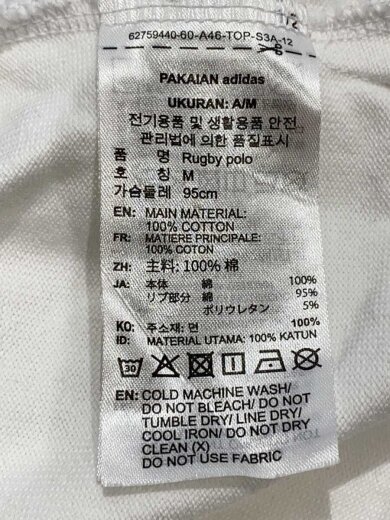 1/2
62759440-60-A46-TOP-S3A-12
PAKAIAN adidas
UKURAN: A/M
전기용품 및 생활용품 안전
관리법에 의한 품질표시
품 명 Rugby polo
호 칭 M
가슴둘레 95cm
EN: MAIN MATERIAL:
100% COTTON
FR: MATIERE PRINCIPALE:
100% COTON
ZH: 主料: 100% 棉
JA: 本体 綿 100%
リブ部分 綿 95%
ポリウレタン 5%
KO: 주소재: 면 100%
ID: MATERIAL UTAMA: 100% KATUN
30
EN: COLD MACHINE WASH/
DO NOT BLEACH/ DO NOT
TUMBLE DRY/ LINE DRY/
COOL IRON/ DO NOT DRY
CLEAN (X)
DO NOT USE FABRIC